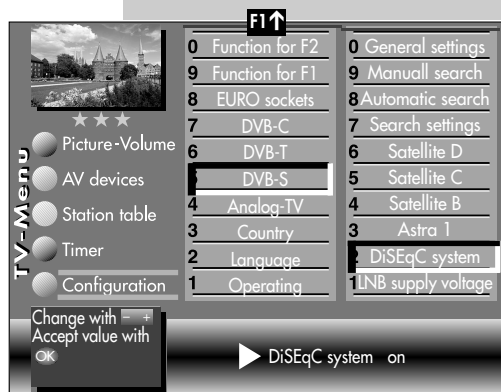 F1↑
TV-Menu
Picture-Volume
AV devices
Station table
Timer
Configuration
0 Function for F2
9 Function for F1
8 EURO sockets
7 DVB-C
6 DVB-T
5 DVB-S
4 Analog-TV
3 Country
2 Language
1 Operating
0 General settings
9 Manuall search
8 Automatic search
7 Search settings
6 Satellite D
5 Satellite C
4 Satellite B
3 Astra 1
2 DiSEqC system
1 LNB supply voltage
Change with - +
Accept value with
OK
DiSEqC system on